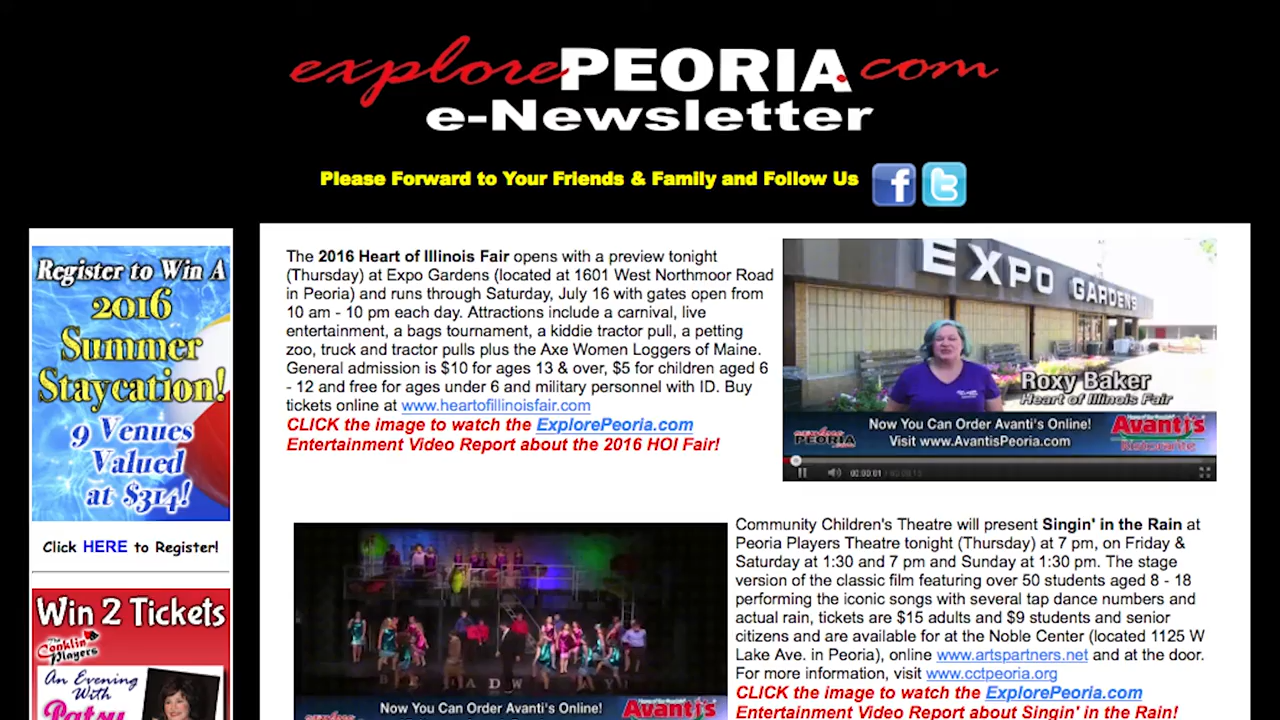 explorePEORIA.com
e-Newsletter
Please Forward to Your Friends & Family and Follow Us
Register to Win A
2016
Summer
Staycation!
9 Venues
Valued
at $314!
Click HERE to Register!
Win 2 Tickets
The Conklin Players
An Evening
With
Patsy
The 2016 Heart of Illinois Fair opens with a preview tonight
(Thursday) at Expo Gardens (located at 1601 West Northmoor Road
in Peoria) and runs through Saturday, July 16 with gates open from
10 am - 10 pm each day. Attractions include a carnival, live
entertainment, a bags tournament, a kiddie tractor pull, a petting
zoo, truck and tractor pulls plus the Axe Women Loggers of Maine.
General admission is $10 for ages 13 & over, $5 for children aged 6
- 12 and free for ages under 6 and military personnel with ID. Buy
tickets online at www.heartofillinoisfair.com
CLICK the image to watch the ExplorePeoria.com
Entertainment Video Report about the 2016 HOI Fair!
EXPO GARDENS
Roxy Baker
Heart of Illinois Fair
explore PEORIA
Now You Can Order Avanti's Online!
Visit www.AvantisPeoria.com
Avanti's
Ristorante
00:00:01
BROADW
Now You Can Order Avanti's Online!
Avanti's
Community Children's Theatre will present Singin' in the Rain at
Peoria Players Theatre tonight (Thursday) at 7 pm, on Friday &
Saturday at 1:30 and 7 pm and Sunday at 1:30 pm. The stage
version of the classic film featuring over 50 students aged 8 - 18
performing the iconic songs with several tap dance numbers and
actual rain, tickets are $15 adults and $9 students and senior
citizens and are available for at the Noble Center (located 1125 W
Lake Ave. in Peoria), online www.artspartners.net and at the door.
For more information, visit www.cctpeoria.org
CLICK the image to watch the ExplorePeoria.com
Entertainment Video Report about Singin' in the Rain!